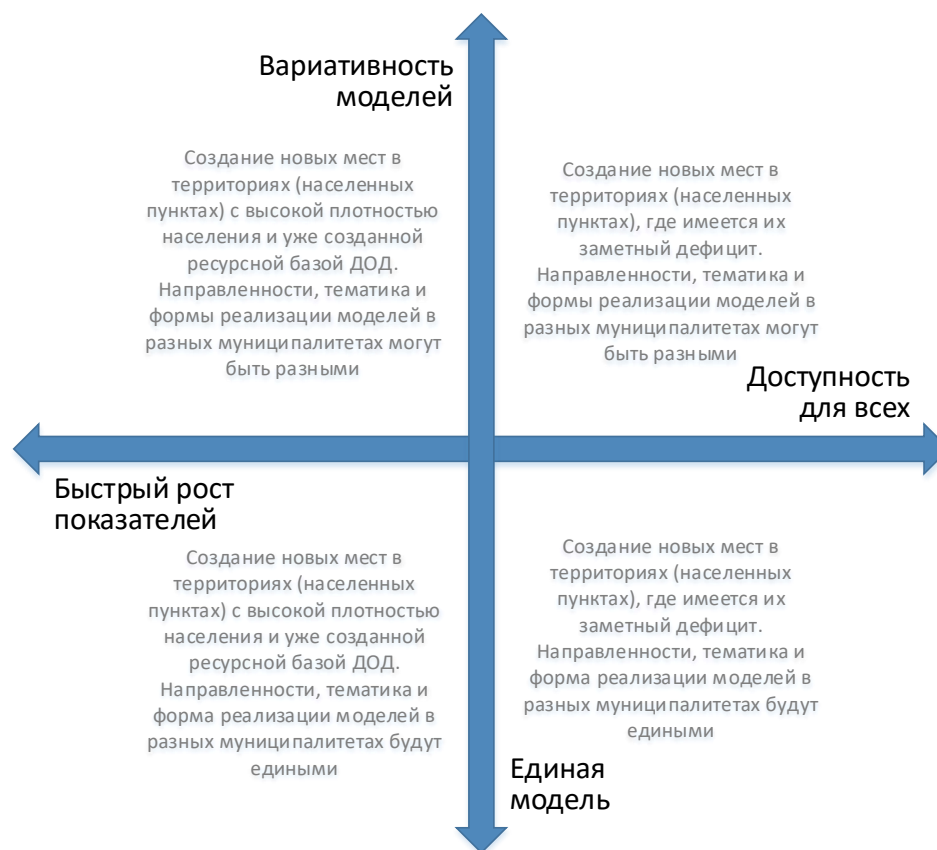 Вариативность
моделей
Создание новых мест в
территориях (населенных
пунктах) с высокой плотностью
населения и уже созданной
ресурсной базой ДОД.
Направленности, тематика и
формы реализации моделей в
разных муниципалитетах могут
быть разными
Создание новых мест в
территориях (населенных
пунктах), где имеется их
заметный дефицит.
Направленности, тематика и
формы реализации моделей в
разных муниципалитетах могут
быть разными
Доступность
для всех
Быстрый рост
показателей
Создание новых мест в
территориях (населенных
пунктах) с высокой плотностью
населения и уже созданной
ресурсной базой ДОД.
Направленности, тематика и
форма реализации моделей в
разных муниципалитетах будут
едиными
Создание новых мест в
территориях (населенных
пунктах), где имеется их
заметный дефицит.
Направленности, тематика и
форма реализации моделей в
разных муниципалитетах будут
едиными
Единая
модель